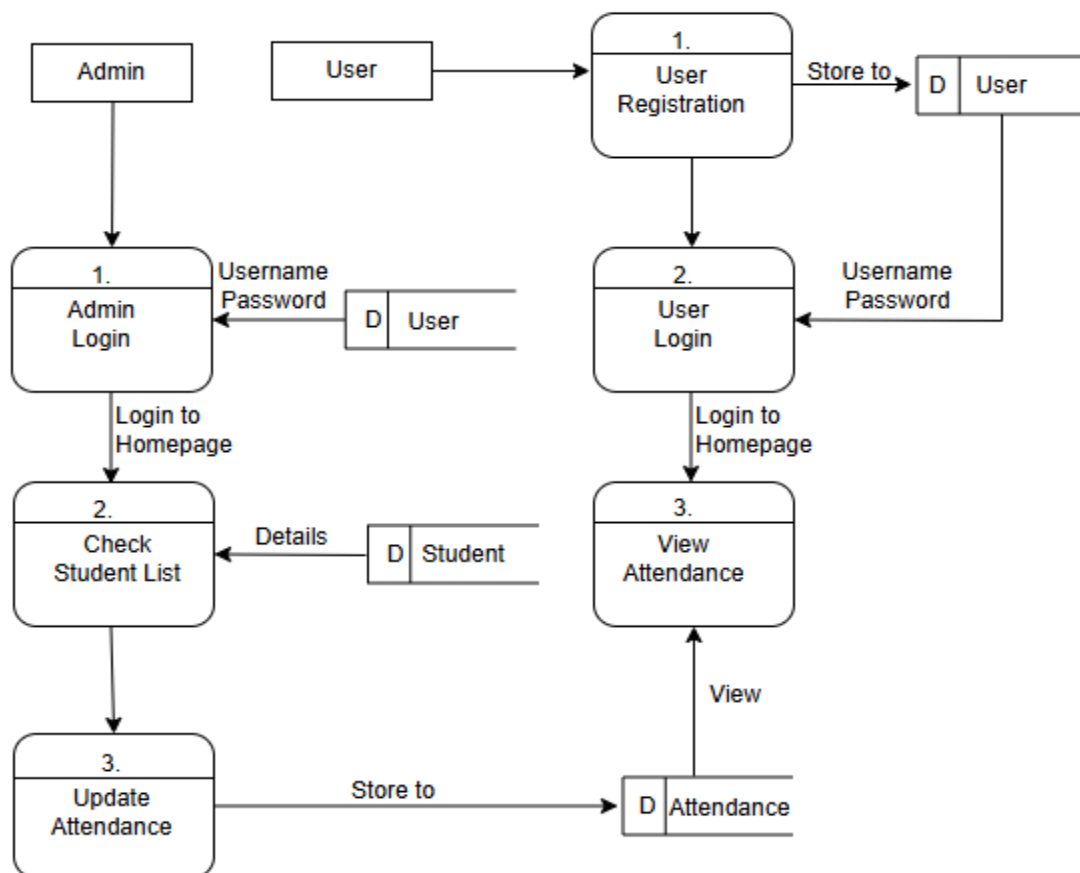 Admin
User
1.
User
Registration
Store to
D User
1.
Admin
Login
Username
Password
D User
2.
User
Login
Username
Password
Login to
Homepage
Login to
Homepage
2.
Check
Student List
Details
D Student
3.
View
Attendance
View
3.
Update
Attendance
Store to
D Attendance